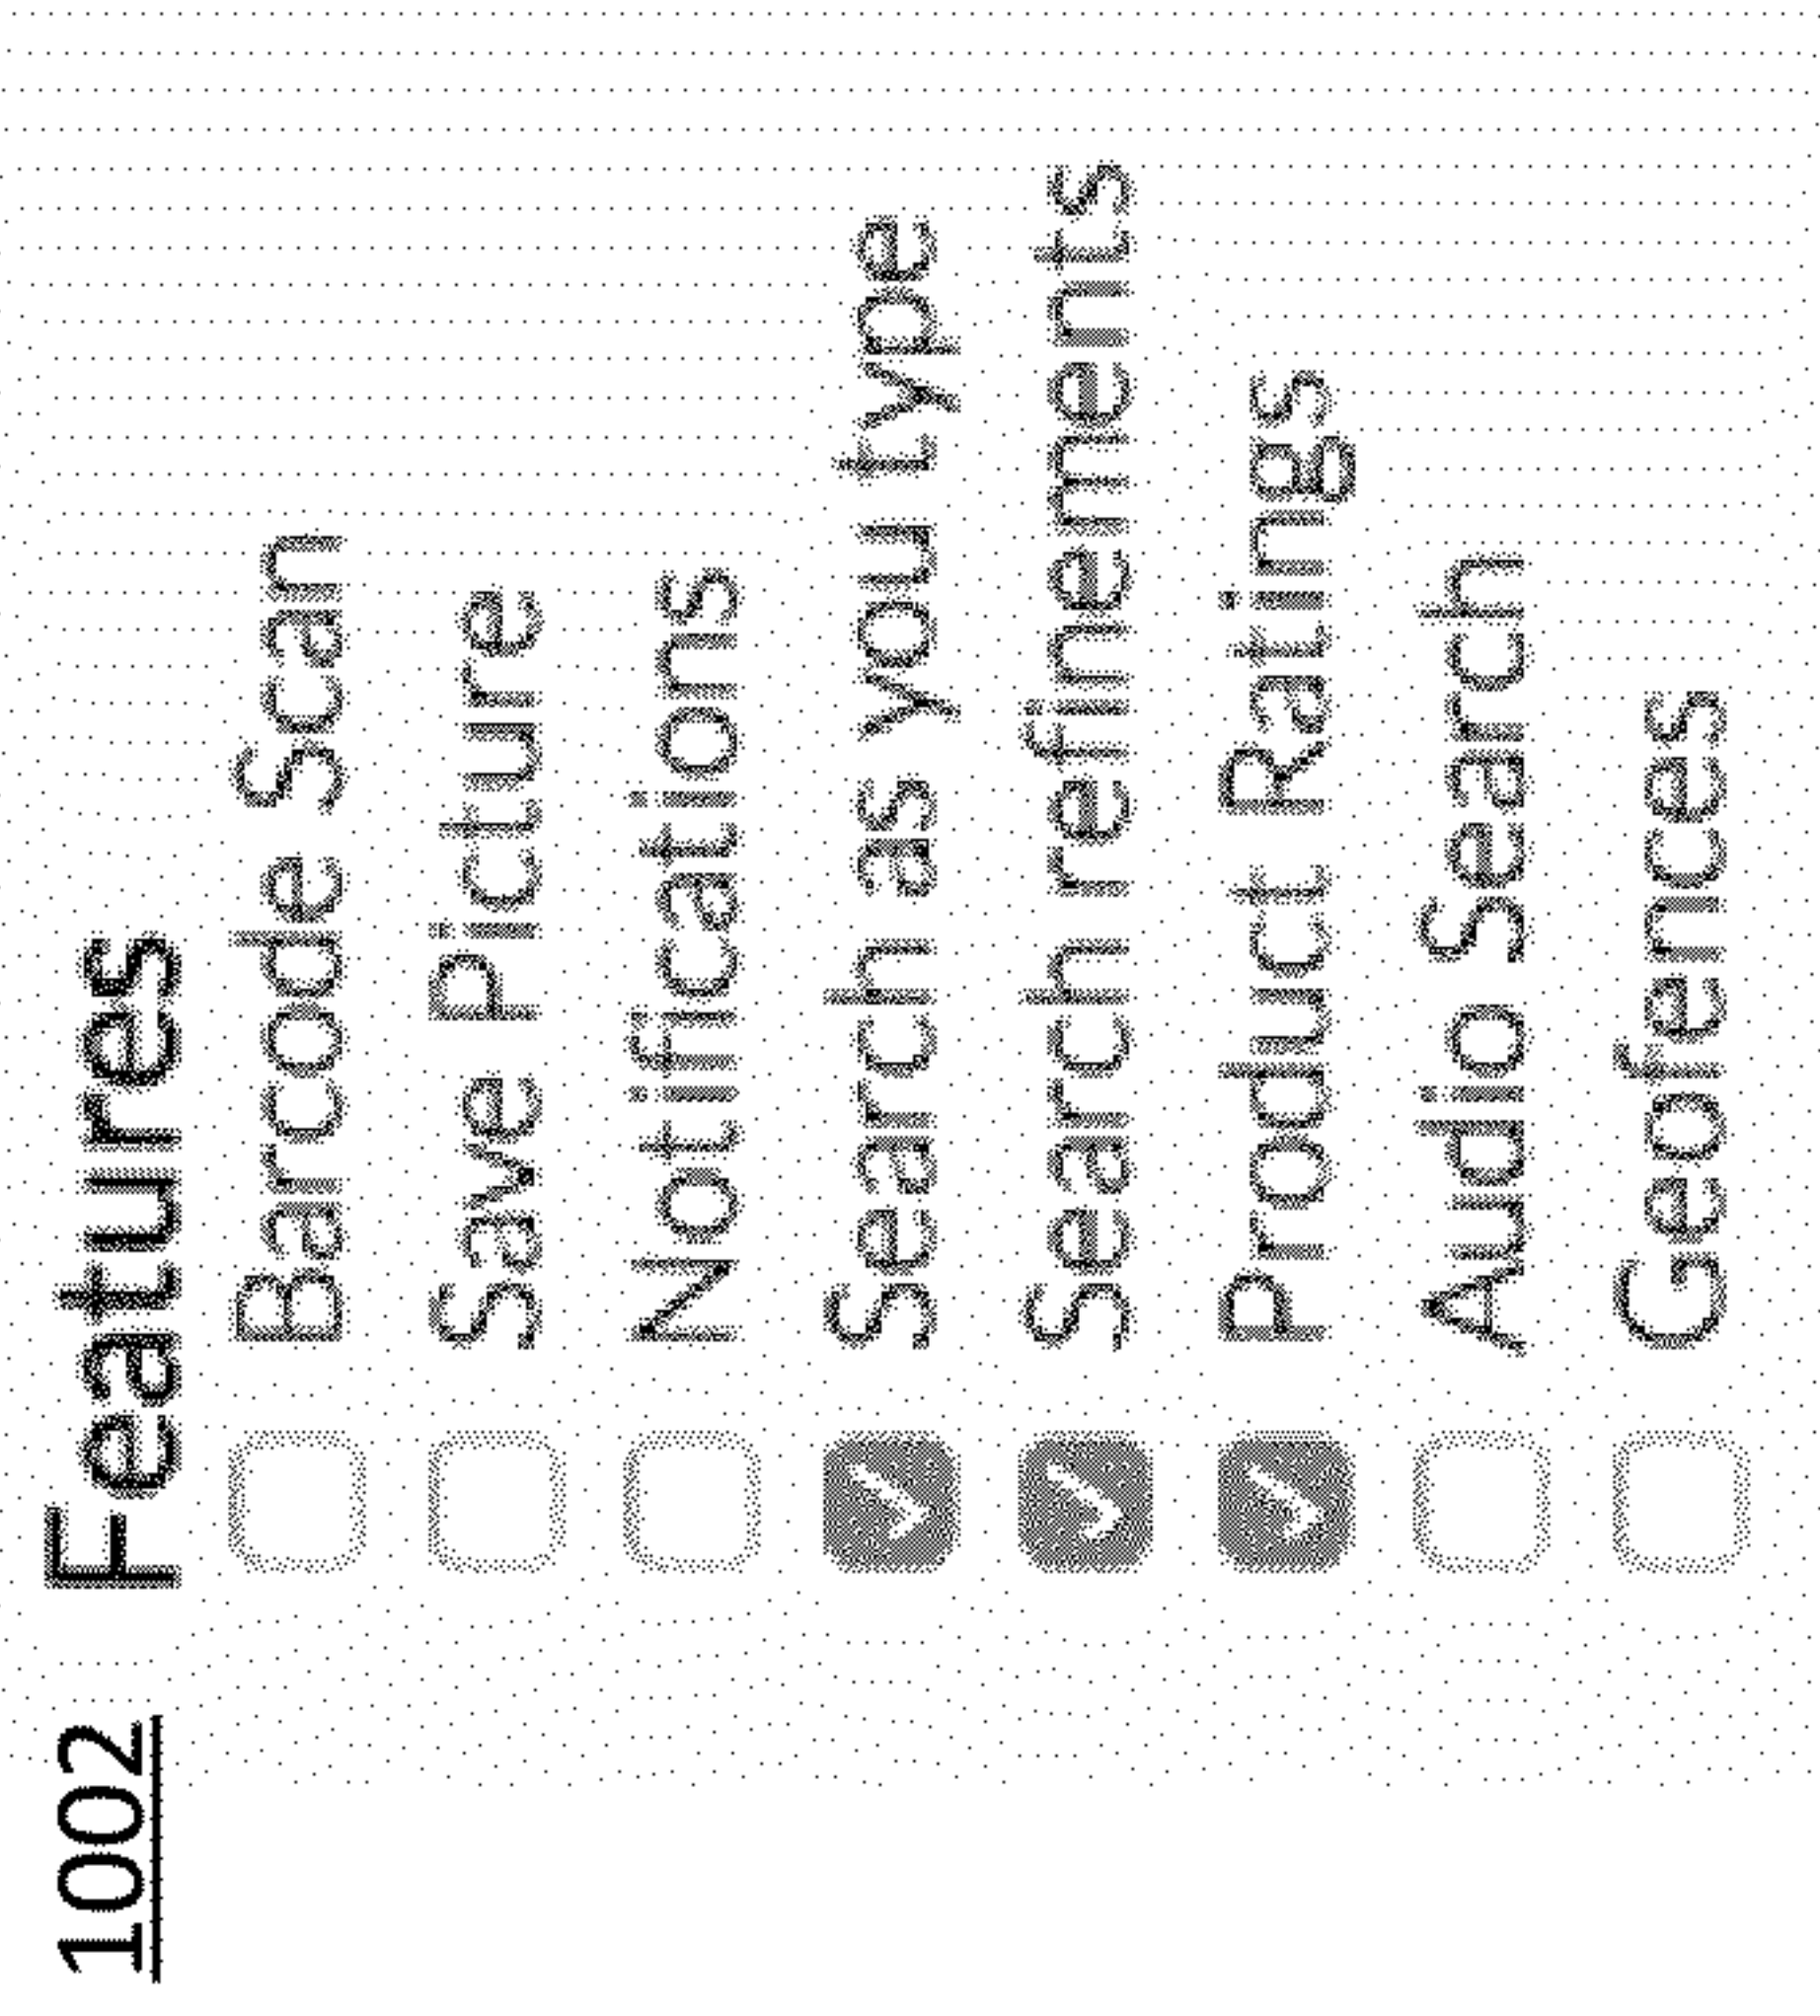 1002
Features
Barcode Scan
Save Picture
Notifications
Search as you type
Search refinements
Product Ratings
Audio Search
Geofences